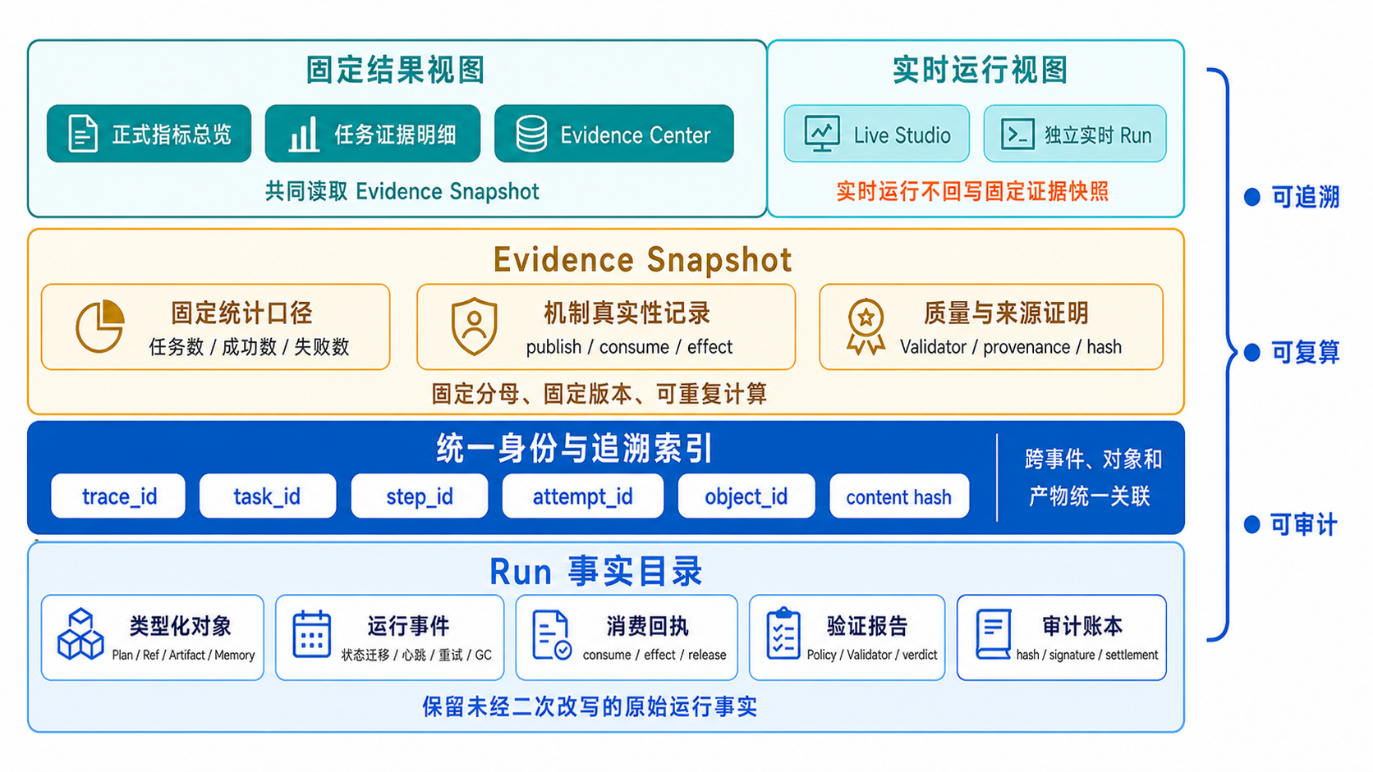 固定结果视图
正式指标总览
任务证据明细
Evidence Center
共同读取 Evidence Snapshot
实时运行视图
Live Studio
独立实时 Run
实时运行不回写固定证据快照
Evidence Snapshot
固定统计口径
任务数 / 成功数 / 失败数
机制真实性记录
publish / consume / effect
质量与来源证明
Validator / provenance / hash
固定分母、固定版本、可重复计算
统一身份与追溯索引
trace_id
task_id
step_id
attempt_id
object_id
content hash
跨事件、对象和
产物统一关联
Run 事实目录
类型化对象
Plan / Ref / Artifact / Memory
运行事件
状态迁移 / 心跳 / 重试 / GC
消费回执
consume / effect / release
验证报告
Policy / Validator / verdict
审计账本
hash / signature / settlement
保留未经二次改写的原始运行事实
可追溯
可复算
可审计